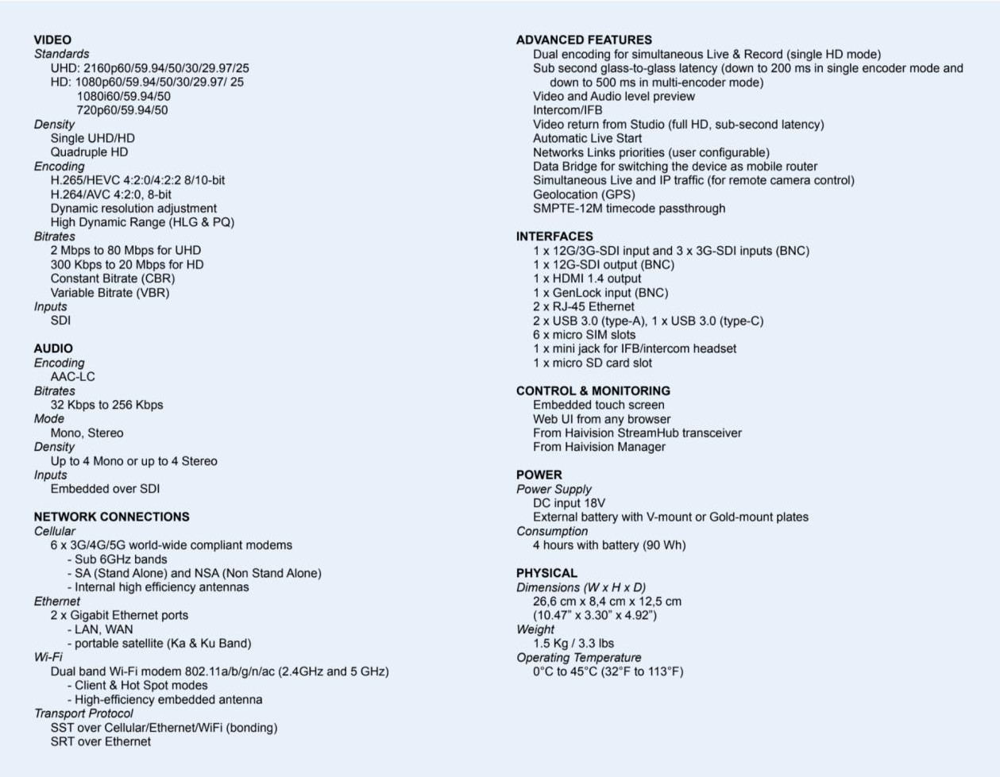 VIDEO
Standards
UHD: 2160p60/59.94/50/30/29.97/25
HD: 1080p60/59.94/50/30/29.97/ 25
1080i60/59.94/50
720p60/59.94/50
Density
Single UHD/HD
Quadruple HD
Encoding
H.265/HEVC 4:2:0/4:2:2 8/10-bit
H.264/AVC 4:2:0, 8-bit
Dynamic resolution adjustment
High Dynamic Range (HLG & PQ)
Bitrates
2 Mbps to 80 Mbps for UHD
300 Kbps to 20 Mbps for HD
Constant Bitrate (CBR)
Variable Bitrate (VBR)
Inputs
SDI
AUDIO
Encoding
AAC-LC
Bitrates
32 Kbps to 256 Kbps
Mode
Mono, Stereo
Density
Up to 4 Mono or up to 4 Stereo
Inputs
Embedded over SDI
NETWORK CONNECTIONS
Cellular
6 x 3G/4G/5G world-wide compliant modems
- Sub 6GHz bands
- SA (Stand Alone) and NSA (Non Stand Alone)
- Internal high efficiency antennas
Ethernet
2 x Gigabit Ethernet ports
- LAN, WAN
- portable satellite (Ka & Ku Band)
Wi-Fi
Dual band Wi-Fi modem 802.11a/b/g/n/ac (2.4GHz and 5 GHz)
- Client & Hot Spot modes
- High-efficiency embedded antenna
Transport Protocol
SST over Cellular/Ethernet/WiFi (bonding)
SRT over Ethernet
ADVANCED FEATURES
Dual encoding for simultaneous Live & Record (single HD mode)
Sub second glass-to-glass latency (down to 200 ms in single encoder mode and
down to 500 ms in multi-encoder mode)
Video and Audio level preview
Intercom/IFB
Video return from Studio (full HD, sub-second latency)
Automatic Live Start
Networks Links priorities (user configurable)
Data Bridge for switching the device as mobile router
Simultaneous Live and IP traffic (for remote camera control)
Geolocation (GPS)
SMPTE-12M timecode passthrough
INTERFACES
1 x 12G/3G-SDI input and 3 x 3G-SDI inputs (BNC)
1 x 12G-SDI output (BNC)
1 x HDMI 1.4 output
1 x GenLock input (BNC)
2 x RJ-45 Ethernet
2 x USB 3.0 (type-A), 1 x USB 3.0 (type-C)
6 x micro SIM slots
1 x mini jack for IFB/intercom headset
1 x micro SD card slot
CONTROL & MONITORING
Embedded touch screen
Web UI from any browser
From Haivision StreamHub transceiver
From Haivision Manager
POWER
Power Supply
DC input 18V
External battery with V-mount or Gold-mount plates
Consumption
4 hours with battery (90 Wh)
PHYSICAL
Dimensions (W x H x D)
26,6 cm x 8,4 cm x 12,5 cm
(10.47” x 3.30” x 4.92”)
Weight
1.5 Kg / 3.3 lbs
Operating Temperature
0°C to 45°C (32°F to 113°F)